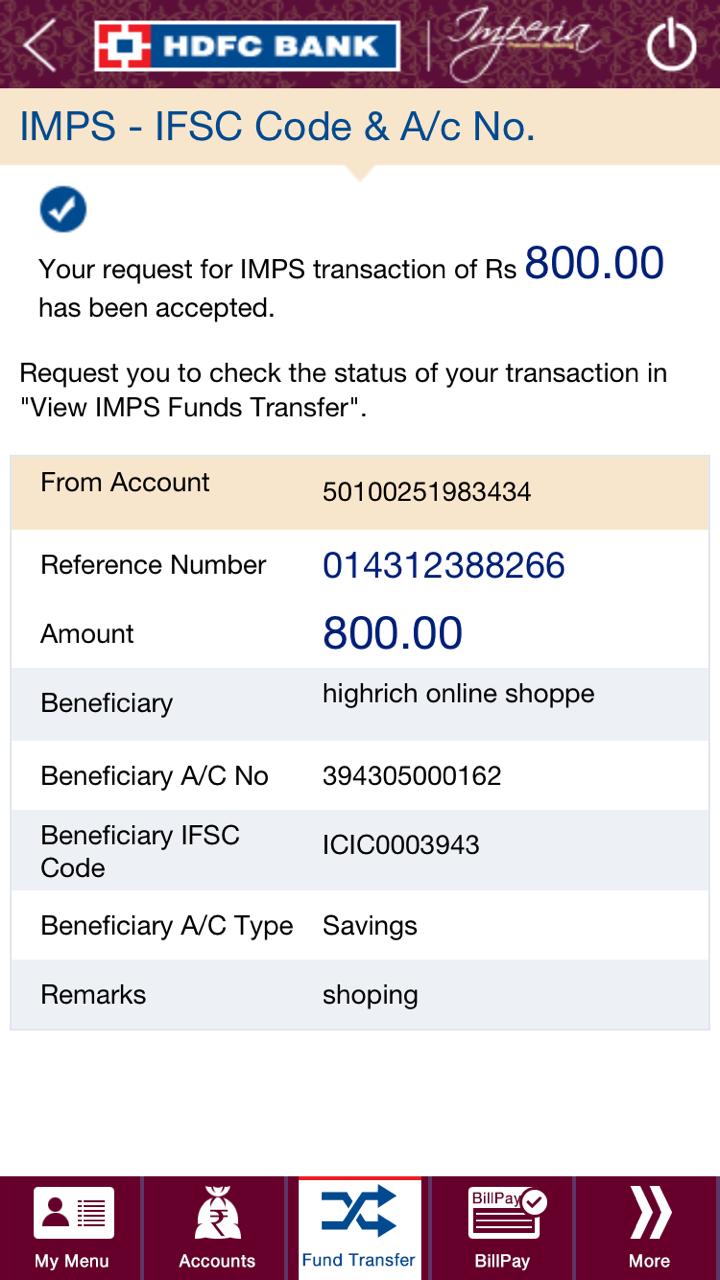 HDFC BANK
Imperia
IMPS - IFSC Code & A/c No.
Your request for IMPS transaction of Rs 800.00
has been accepted.
Request you to check the status of your transaction in
"View IMPS Funds Transfer".
From Account 50100251983434
Reference Number 014312388266
Amount 800.00
Beneficiary highrich online shoppe
Beneficiary A/C No 394305000162
Beneficiary IFSC
Code ICIC0003943
Beneficiary A/C Type Savings
Remarks shoping
BillPay
My Menu Accounts Fund Transfer BillPay More